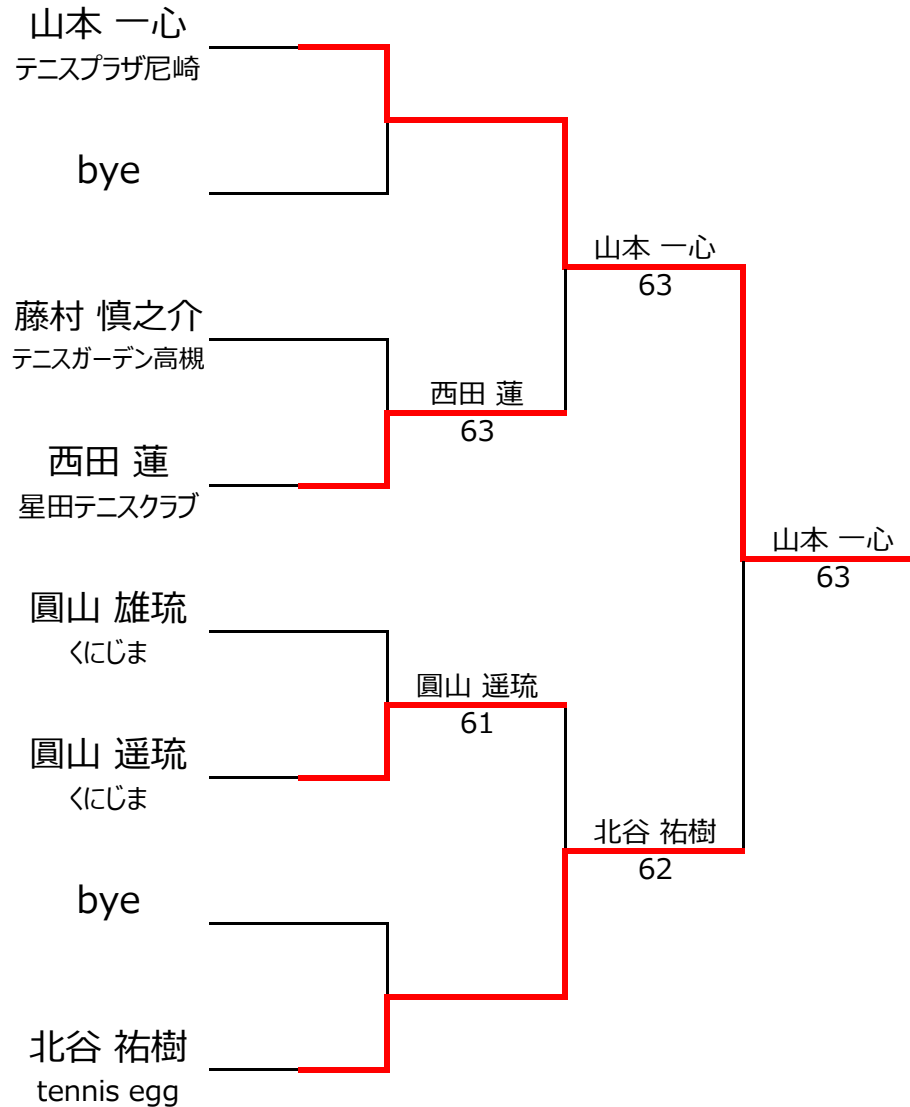 山本 一心
テニスプラザ尼崎
bye
藤村 慎之介
テニスガーデン高槻
西田 蓮
星田テニスクラブ
圓山 雄琉
くにじま
圓山 遥琉
くにじま
bye
北谷 祐樹
tennis egg
西田 蓮
63
圓山 遥琉
61
山本 一心
63
北谷 祐樹
62
山本 一心
63